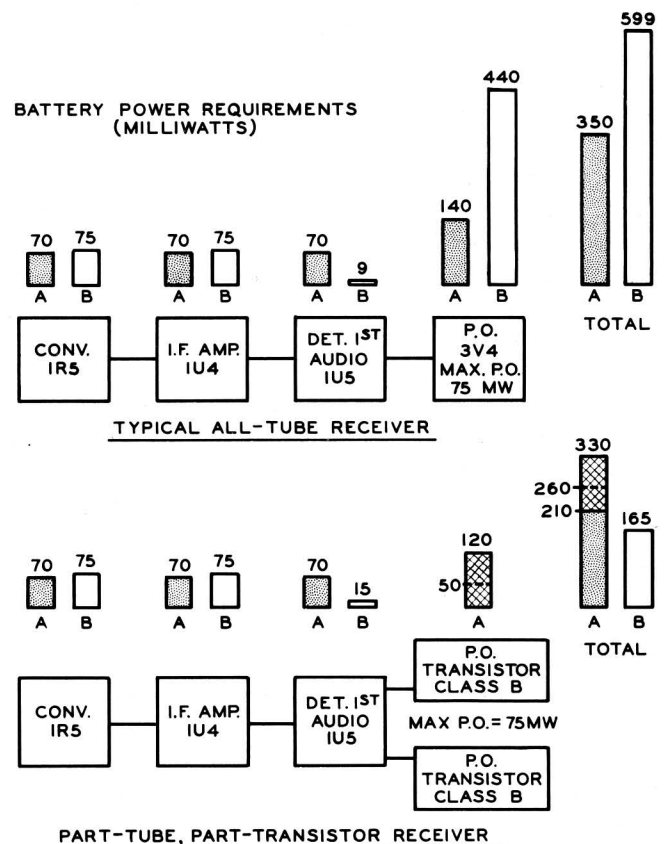 BATTERY POWER REQUIREMENTS
(MILLIWATTS)
70 75
A B
70 75
A B
70 9
A B
140 440
A B
350 599
A B
TOTAL
CONV.
1R5
I.F. AMP.
1U4
DET. 1ST
AUDIO
1U5
P.O.
3V4
MAX. P.O.
75 MW
TYPICAL ALL-TUBE RECEIVER
70 75
A B
70 75
A B
70 15
A B
120
50
A
330
260
210
165
A B
TOTAL
CONV.
1R5
I.F. AMP.
1U4
DET. 1ST
AUDIO
1U5
P.O.
TRANSISTOR
CLASS B
MAX P.O. = 75MW
P.O.
TRANSISTOR
CLASS B
PART-TUBE, PART-TRANSISTOR RECEIVER